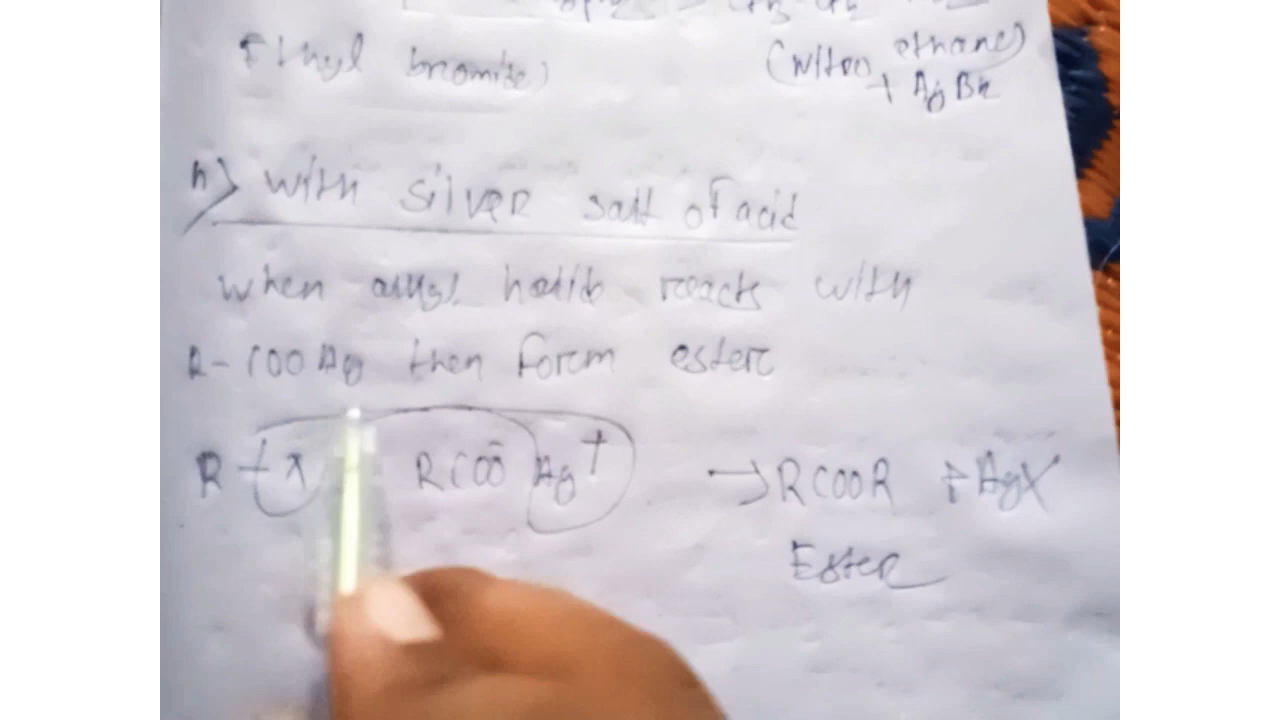 Ethyl bromide) (Nitro ethane)
+ AgBr
h) with silver salt of acid
when alkyl halide reacts with
R-COOAg then form ester
R-X RCOO⁻ Ag⁺ → RCOOR + AgX
Ester